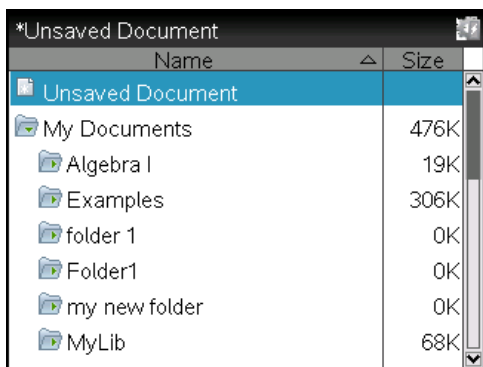 *Unsaved Document
Name Size
Unsaved Document
My Documents 476K
Algebra I 19K
Examples 306K
folder 1 0K
Folder1 0K
my new folder 0K
MyLib 68K